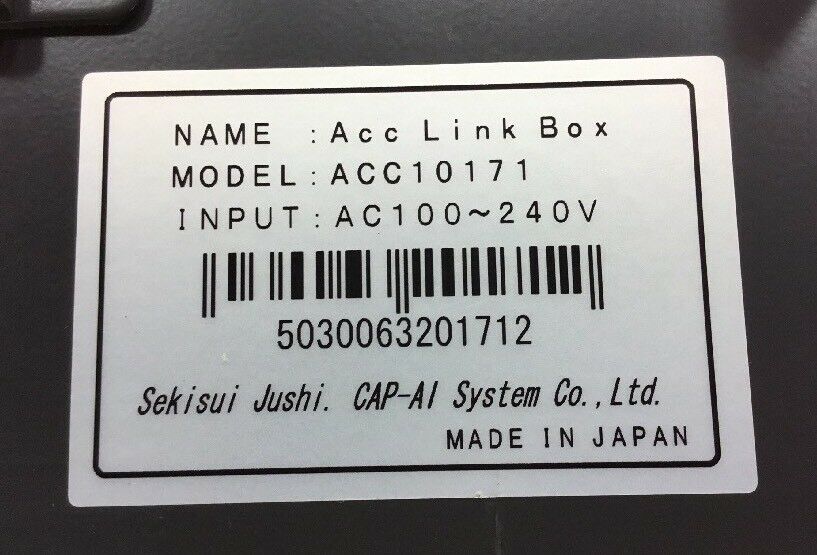 NAME : Acc Link Box
MODEL: ACC10171
INPUT: AC100~240V
5030063201712
Sekisui Jushi. CAP-AI System Co.,Ltd.
MADE IN JAPAN